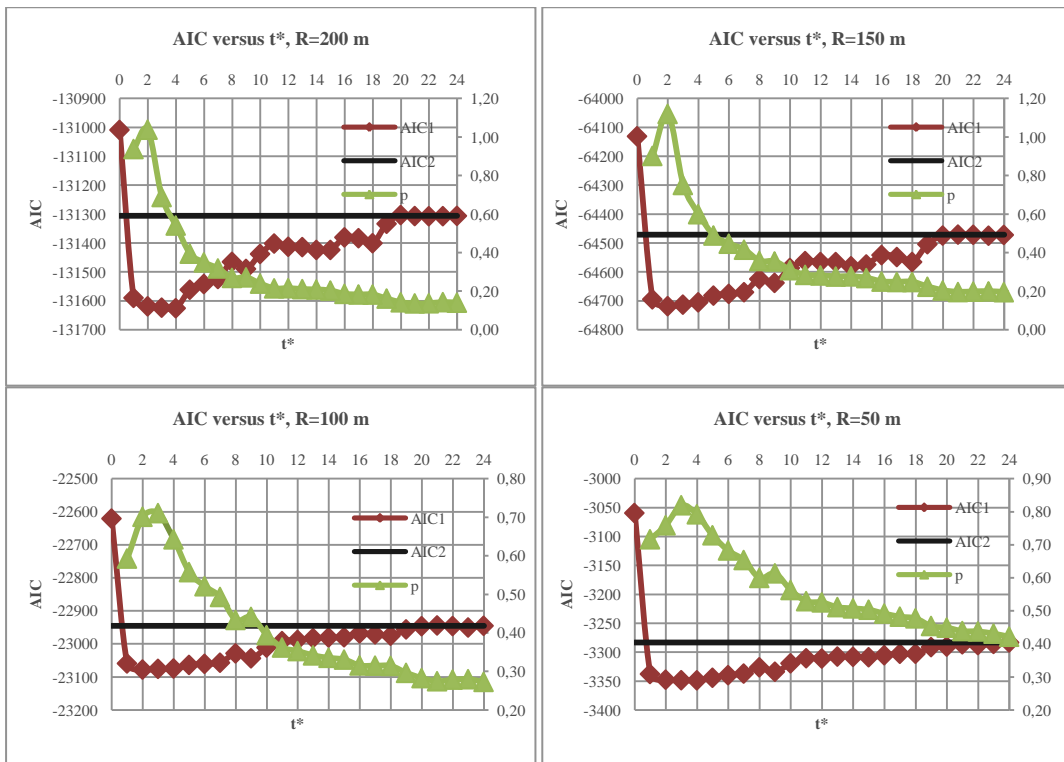 AIC versus t*, R=200 m
0 2 4 6 8 10 12 14 16 18 20 22 24
-130900
-131000
-131100
-131200
-131300
-131400
-131500
-131600
-131700
AIC
1,20
1,00
0,80
0,60
0,40
0,20
0,00
AIC1
AIC2
p
t*
AIC versus t*, R=150 m
0 2 4 6 8 10 12 14 16 18 20 22 24
-64000
-64100
-64200
-64300
-64400
-64500
-64600
-64700
-64800
AIC
1,20
1,00
0,80
0,60
0,40
0,20
0,00
AIC1
AIC2
p
t*
AIC versus t*, R=100 m
0 2 4 6 8 10 12 14 16 18 20 22 24
-22500
-22600
-22700
-22800
-22900
-23000
-23100
-23200
AIC
0,80
0,70
0,60
0,50
0,40
0,30
0,20
AIC1
AIC2
p
t*
AIC versus t*, R=50 m
0 2 4 6 8 10 12 14 16 18 20 22 24
-3000
-3050
-3100
-3150
-3200
-3250
-3300
-3350
-3400
AIC
0,90
0,80
0,70
0,60
0,50
0,40
0,30
0,20
AIC1
AIC2
p
t*